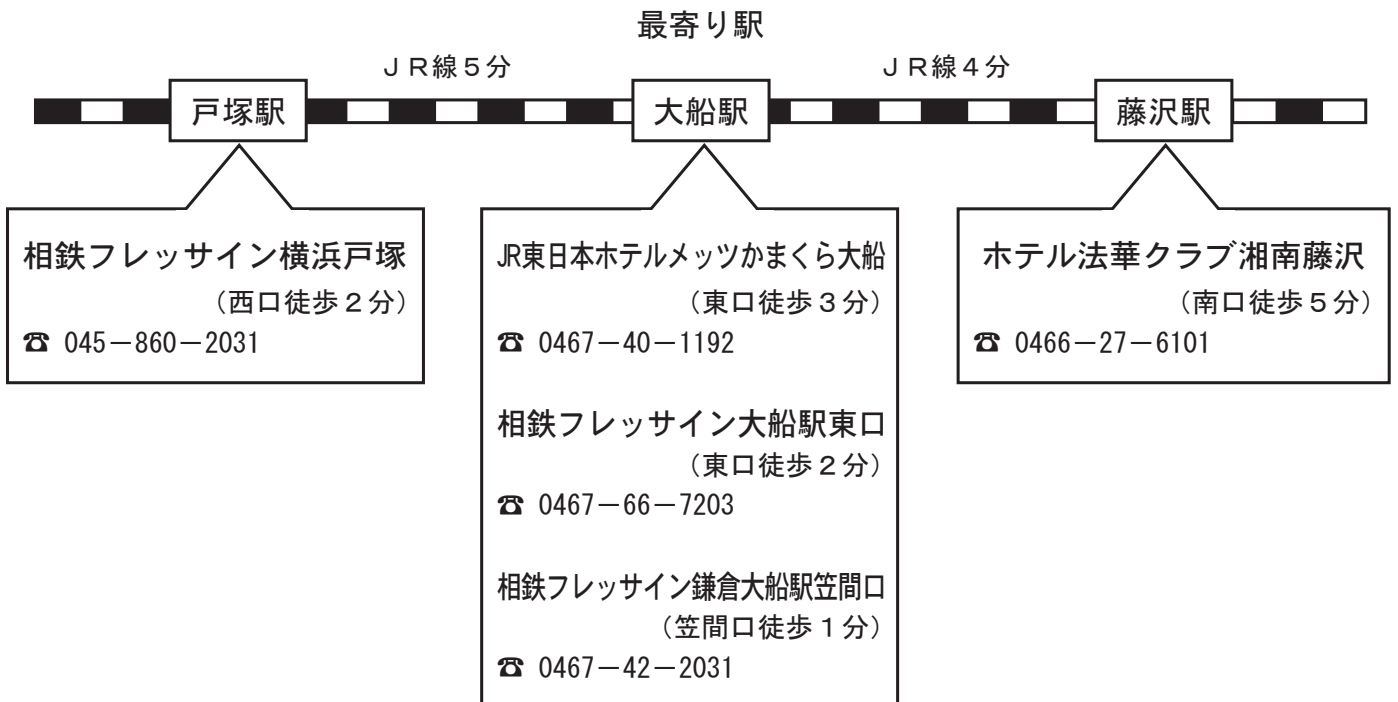 最寄り駅
ＪＲ線５分
ＪＲ線４分
戸塚駅
大船駅
藤沢駅
相鉄フレッサイン横浜戸塚
（西口徒歩２分）
☎ 045－860－2031
JR東日本ホテルメッツかまくら大船
（東口徒歩３分）
☎ 0467－40－1192
相鉄フレッサイン大船駅東口
（東口徒歩２分）
☎ 0467－66－7203
相鉄フレッサイン鎌倉大船駅笠間口
（笠間口徒歩１分）
☎ 0467－42－2031
ホテル法華クラブ湘南藤沢
（南口徒歩５分）
☎ 0466－27－6101